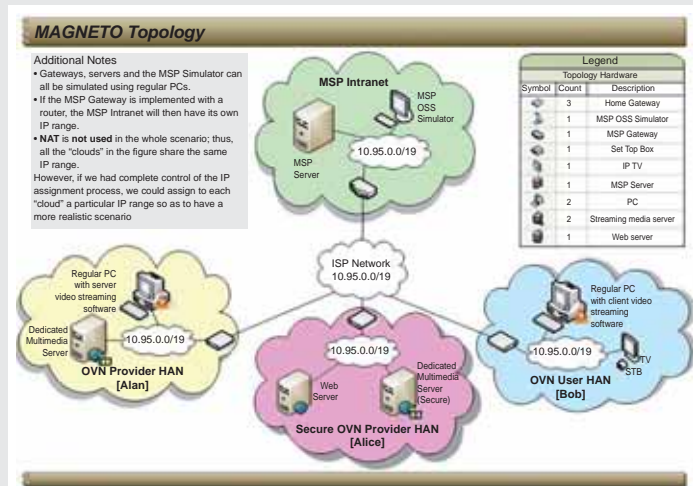 MAGNETO Topology
Additional Notes
• Gateways, servers and the MSP Simulator can
all be simulated using regular PCs.
• If the MSP Gateway is implemented with a
router, the MSP Intranet will then have its own
IP range.
• NAT is not used in the whole scenario; thus,
all the "clouds" in the figure share the same
IP range.
However, if we had complete control of the IP
assignment process, we could assign to each
"cloud" a particular IP range so as to have a
more realistic scenario
MSP Intranet
MSP
OSS
Simulator
MSP
Server
10.95.0.0/19
Legend
Topology Hardware
Symbol Count Description
3 Home Gateway
1 MSP OSS Simulator
1 MSP Gateway
1 Set Top Box
1 IP TV
1 MSP Server
2 PC
2 Streaming media server
1 Web server
ISP Network
10.95.0.0/19
Regular PC
with server
video streaming
software
Dedicated
Multimedia
Server
10.95.0.0/19
OVN Provider HAN
[Alan]
10.95.0.0/19
Web
Server
Dedicated
Multimedia
Server
(Secure)
Secure OVN Provider HAN
[Alice]
Regular PC
with client video
streaming
software
10.95.0.0/19
TV
STB
OVN User HAN
[Bob]